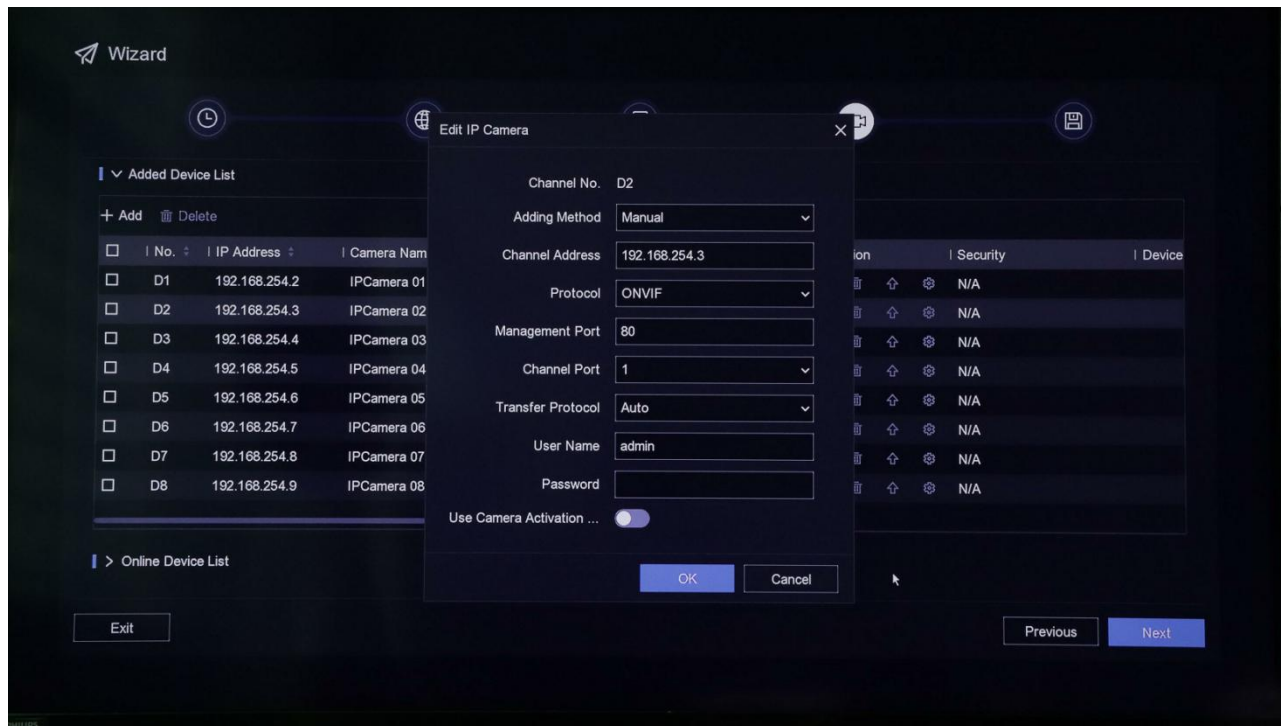 Wizard
Edit IP Camera
Added Device List
Channel No. D2
+ Add Delete
Adding Method Manual
No. IP Address Camera Nam ion Security Device
Channel Address 192.168.254.3
D1 192.168.254.2 IPCamera 01 N/A
Protocol ONVIF
D2 192.168.254.3 IPCamera 02 N/A
Management Port 80
D3 192.168.254.4 IPCamera 03 N/A
Channel Port 1
D4 192.168.254.5 IPCamera 04 N/A
Transfer Protocol Auto
D5 192.168.254.6 IPCamera 05 N/A
D6 192.168.254.7 IPCamera 06 N/A
User Name admin
D7 192.168.254.8 IPCamera 07 N/A
Password
D8 192.168.254.9 IPCamera 08 N/A
Use Camera Activation ...
Online Device List
OK Cancel
Exit Previous Next